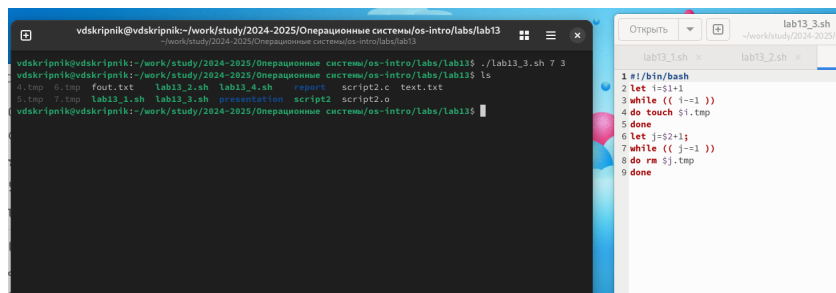 vdskripnik@vdskripnik:~/work/study/2024-2025/Операционные системы/os-intro/labs/lab13
~/work/study/2024-2025/Операционные системы/os-intro/labs/lab13
vdskripnik@vdskripnik:~/work/study/2024-2025/Операционные системы/os-intro/labs/lab13$ ./lab13_3.sh 7 3
vdskripnik@vdskripnik:~/work/study/2024-2025/Операционные системы/os-intro/labs/lab13$ ls
4.tmp 6.tmp fout.txt lab13_2.sh lab13_4.sh report script2.c text.txt
5.tmp 7.tmp lab13_1.sh lab13_3.sh presentation script2 script2.o
vdskripnik@vdskripnik:~/work/study/2024-2025/Операционные системы/os-intro/labs/lab13$
Открыть lab13_3.sh
~/work/study/2024-2025/
lab13_1.sh × lab13_2.sh ×
1 #!/bin/bash
2 let i=$1+1
3 while (( i-=1 ))
4 do touch $i.tmp
5 done
6 let j=$2+1;
7 while (( j-=1 ))
8 do rm $j.tmp
9 done